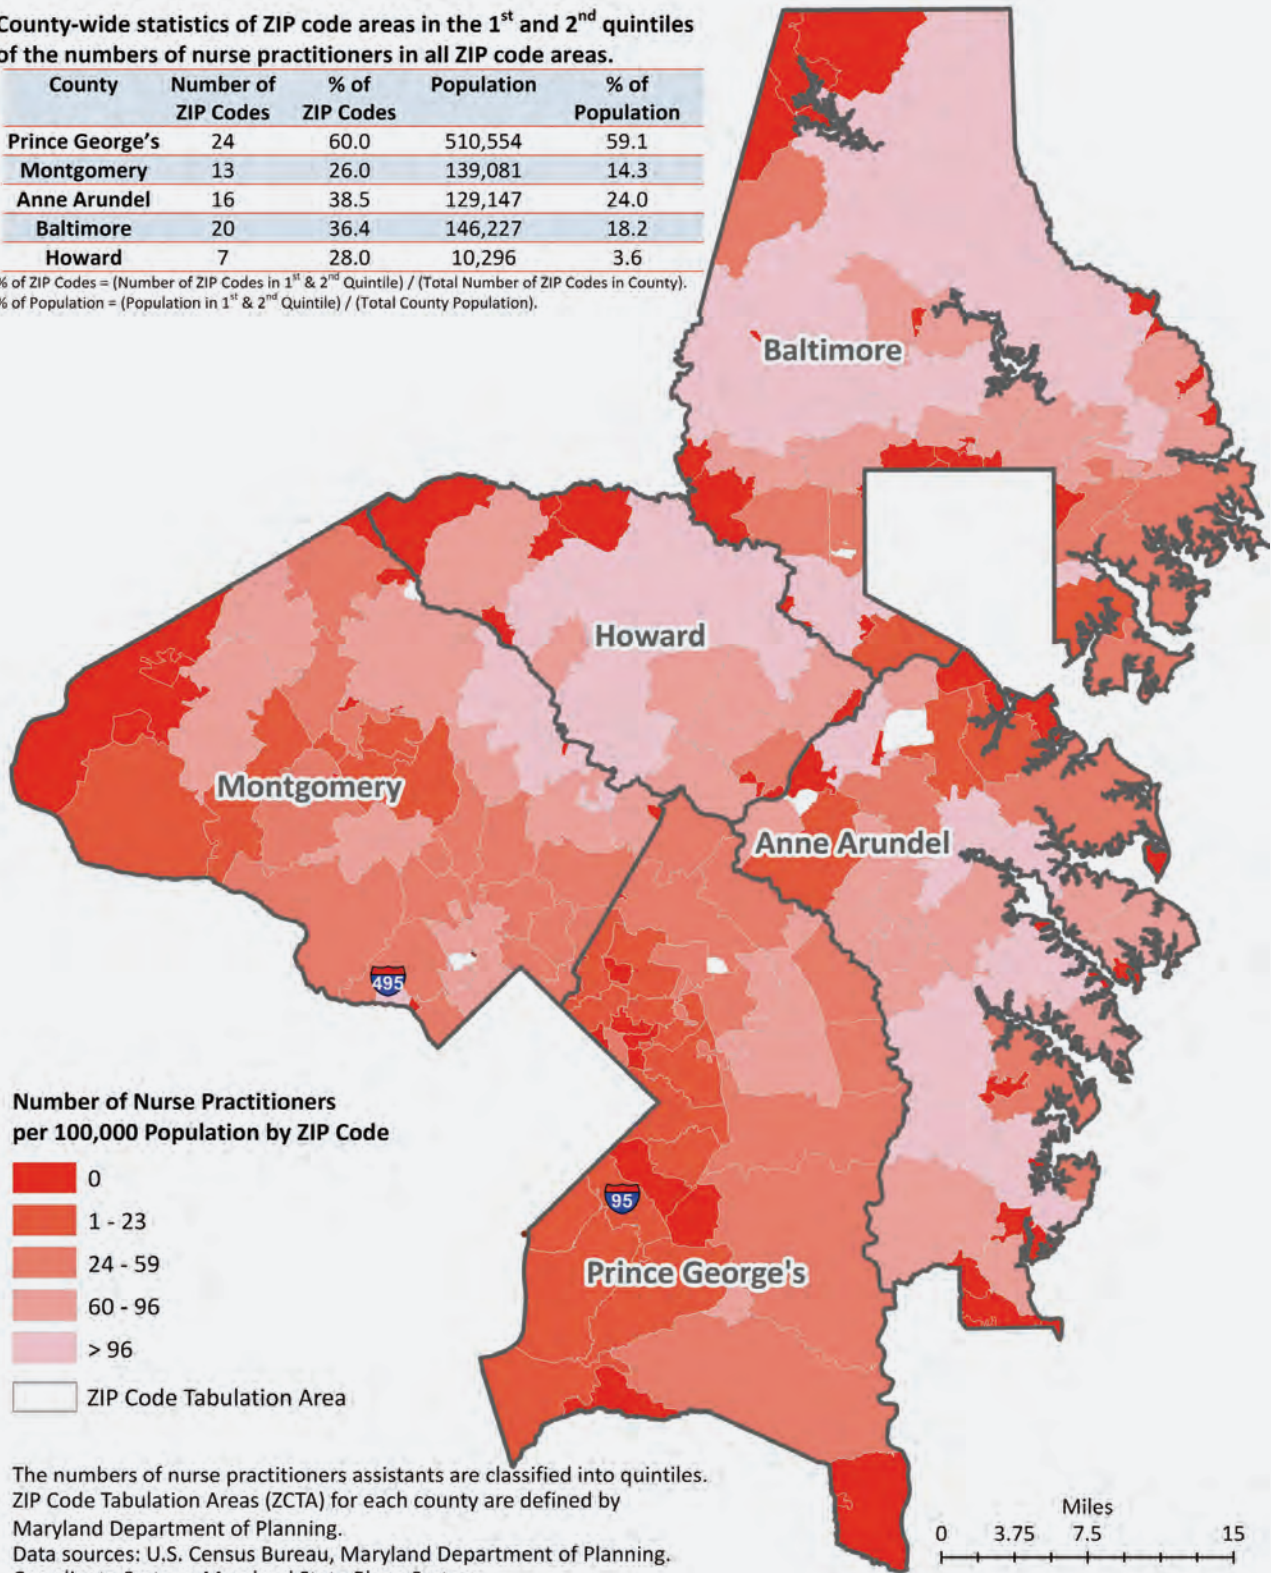 County-wide statistics of ZIP code areas in the 1st and 2nd quintiles
of the numbers of nurse practitioners in all ZIP code areas.
County Number of ZIP Codes % of ZIP Codes Population % of Population
Prince George's 24 60.0 510,554 59.1
Montgomery 13 26.0 139,081 14.3
Anne Arundel 16 38.5 129,147 24.0
Baltimore 20 36.4 146,227 18.2
Howard 7 28.0 10,296 3.6
% of ZIP Codes = (Number of ZIP Codes in 1st & 2nd Quintile) / (Total Number of ZIP Codes in County).
% of Population = (Population in 1st & 2nd Quintile) / (Total County Population).
Baltimore
Howard
Montgomery
Anne Arundel
495
95
Prince George's
Number of Nurse Practitioners
per 100,000 Population by ZIP Code
0
1 - 23
24 - 59
60 - 96
> 96
ZIP Code Tabulation Area
The numbers of nurse practitioners assistants are classified into quintiles.
ZIP Code Tabulation Areas (ZCTA) for each county are defined by
Maryland Department of Planning.
Data sources: U.S. Census Bureau, Maryland Department of Planning.
Miles
0 3.75 7.5 15